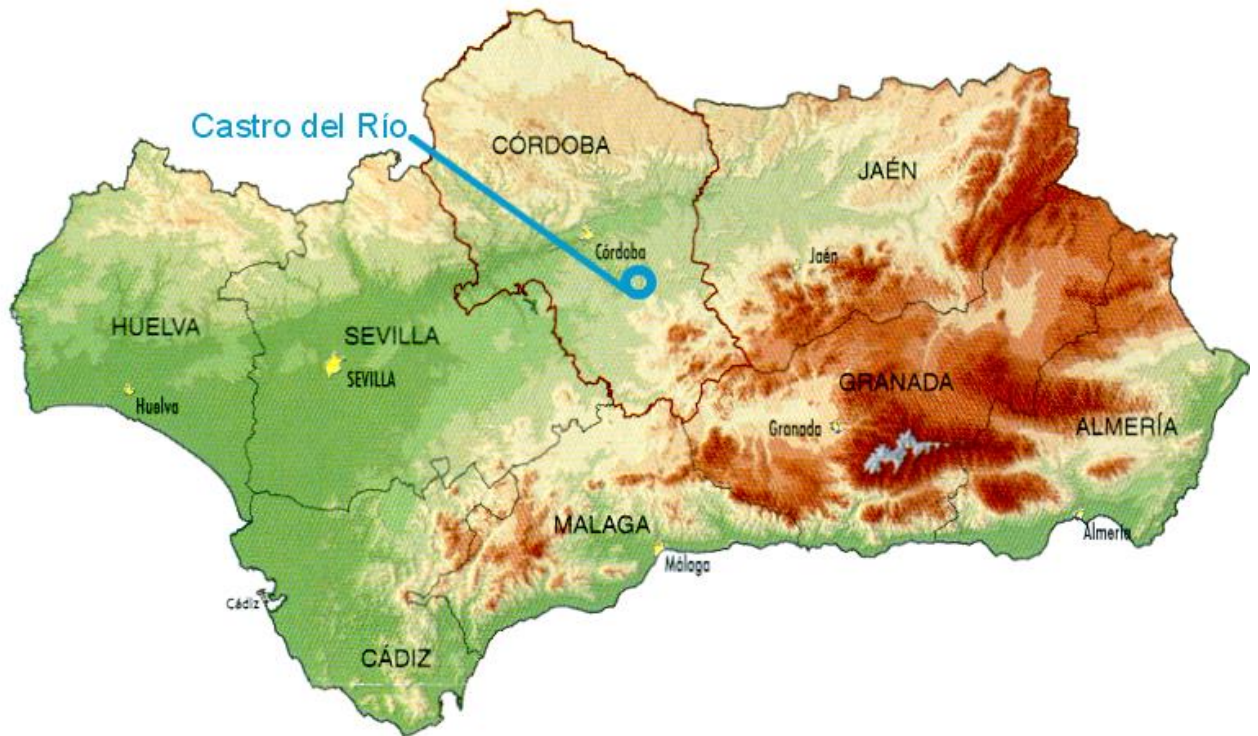 Castro del Río
CÓRDOBA
JAÉN
Córdoba
Jaén
HUELVA
SEVILLA
SEVILLA
Huelva
GRANADA
Granada
ALMERÍA
MALAGA
Almería
Málaga
Cádiz
CÁDIZ